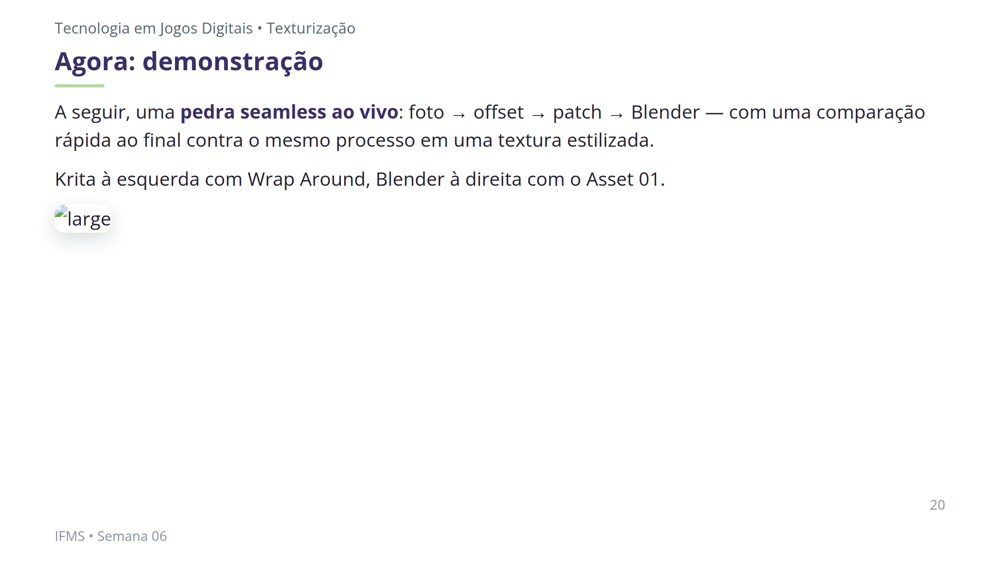 Tecnologia em Jogos Digitais • Texturização
Agora: demonstração
A seguir, uma pedra seamless ao vivo: foto → offset → patch → Blender — com uma comparação
rápida ao final contra o mesmo processo em uma textura estilizada.
Krita à esquerda com Wrap Around, Blender à direita com o Asset 01.
large
20
IFMS • Semana 06